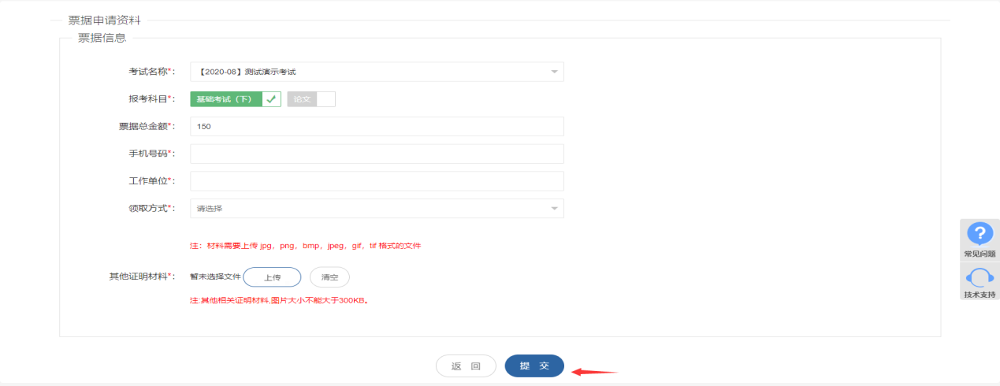 票据申请资料
票据信息
考试名称*： 【2020-08】测试演示考试
报考科目*： 基础考试（下） 论文
票据总金额*： 150
手机号码*：
工作单位*：
领取方式*： 请选择
注：材料需要上传 jpg，png，bmp，jpeg，gif，tif 格式的文件
其他证明材料*： 暂未选择文件 上传 清空
注:其他相关证明材料,图片大小不能大于300KB。
返 回 提 交
?
常见问题
技术支持